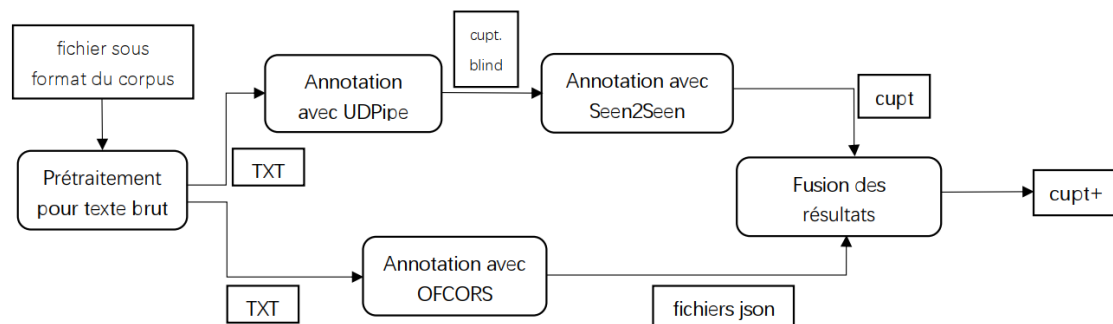 fichier sous
format du corpus
Prétraitement
pour texte brut
TXT
Annotation
avec UDPipe
cupt.
blind
Annotation avec
Seen2Seen
cupt
TXT
Annotation avec
OFCORS
fichiers json
Fusion des
résultats
cupt+